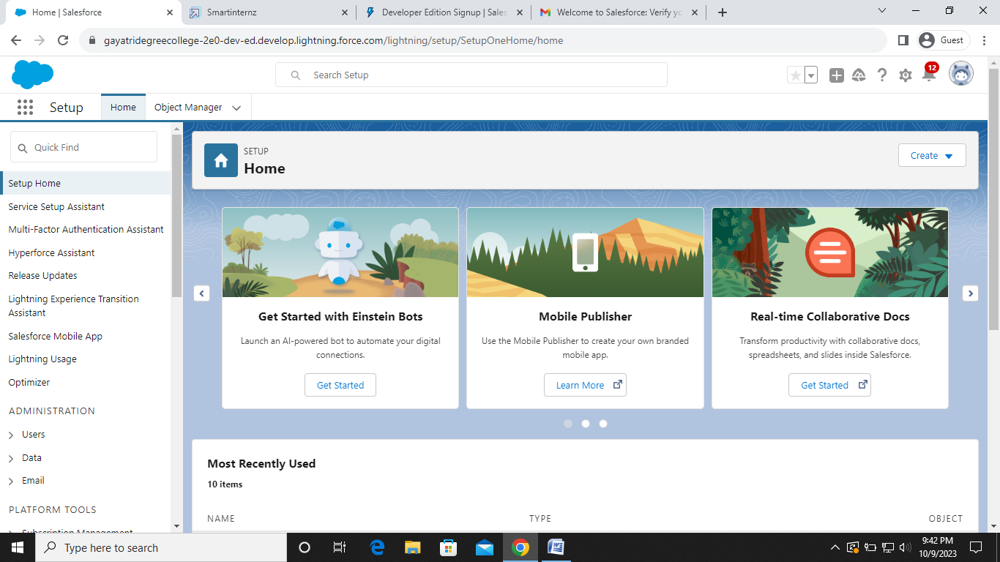 Home | Salesforce
Smartinternz
Developer Edition Signup | Sales
Welcome to Salesforce: Verify yo
gayatridegreecollege-2e0-dev-ed.develop.lightning.force.com/lightning/setup/SetupOneHome/home
Guest
Search Setup
12
Setup
Home
Object Manager
Quick Find
Setup Home
Service Setup Assistant
Multi-Factor Authentication Assistant
Hyperforce Assistant
Release Updates
Lightning Experience Transition
Assistant
Salesforce Mobile App
Lightning Usage
Optimizer
ADMINISTRATION
Users
Data
Email
PLATFORM TOOLS
Subscription Management
SETUP
Home
Create
Get Started with Einstein Bots
Launch an AI-powered bot to automate your digital
connections.
Get Started
Mobile Publisher
Use the Mobile Publisher to create your own branded
mobile app.
Learn More
Real-time Collaborative Docs
Transform productivity with collaborative docs,
spreadsheets, and slides inside Salesforce.
Get Started
Most Recently Used
10 items
NAME
TYPE
OBJECT
Type here to search
9:42 PM
10/9/2023